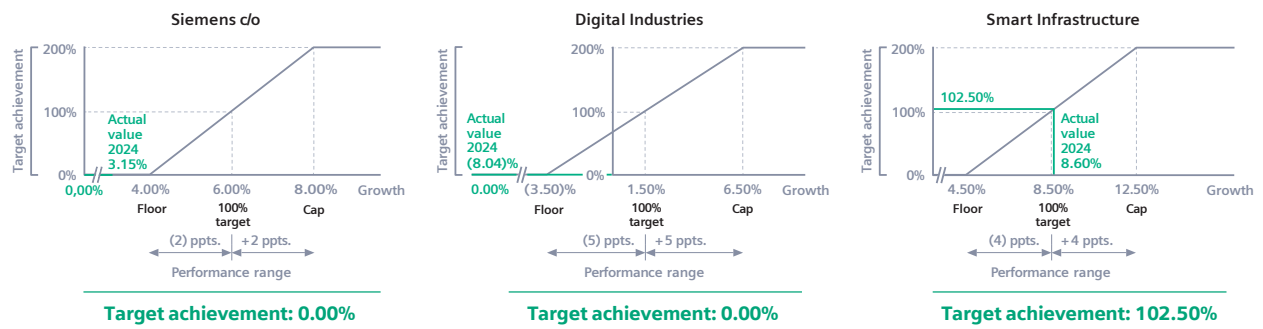 Siemens c/o
Target achievement
200%
100%
0%
Actual
value
2024
3.15%
0,00%
4.00%
6.00%
8.00%
Growth
Floor
100%
target
Cap
(2) ppts.
+2 ppts.
Performance range
Target achievement: 0.00%
Digital Industries
Target achievement
200%
100%
0%
Actual
value
2024
(8.04)%
0.00%
(3.50)%
1.50%
6.50%
Growth
Floor
100%
target
Cap
(5) ppts.
+5 ppts.
Performance range
Target achievement: 0.00%
Smart Infrastructure
Target achievement
200%
102.50%
100%
0%
Actual
value
2024
8.60%
4.50%
8.50%
12.50%
Growth
Floor
100%
target
Cap
(4) ppts.
+4 ppts.
Performance range
Target achievement: 102.50%